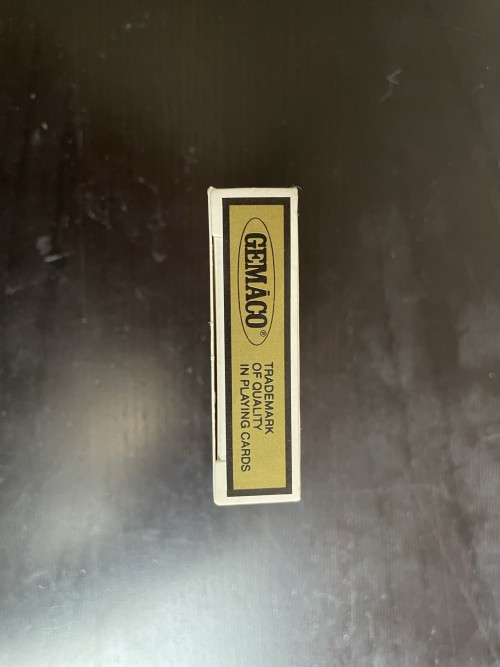 GEMACO®
TRADEMARK
OF QUALITY
IN PLAYING CARDS